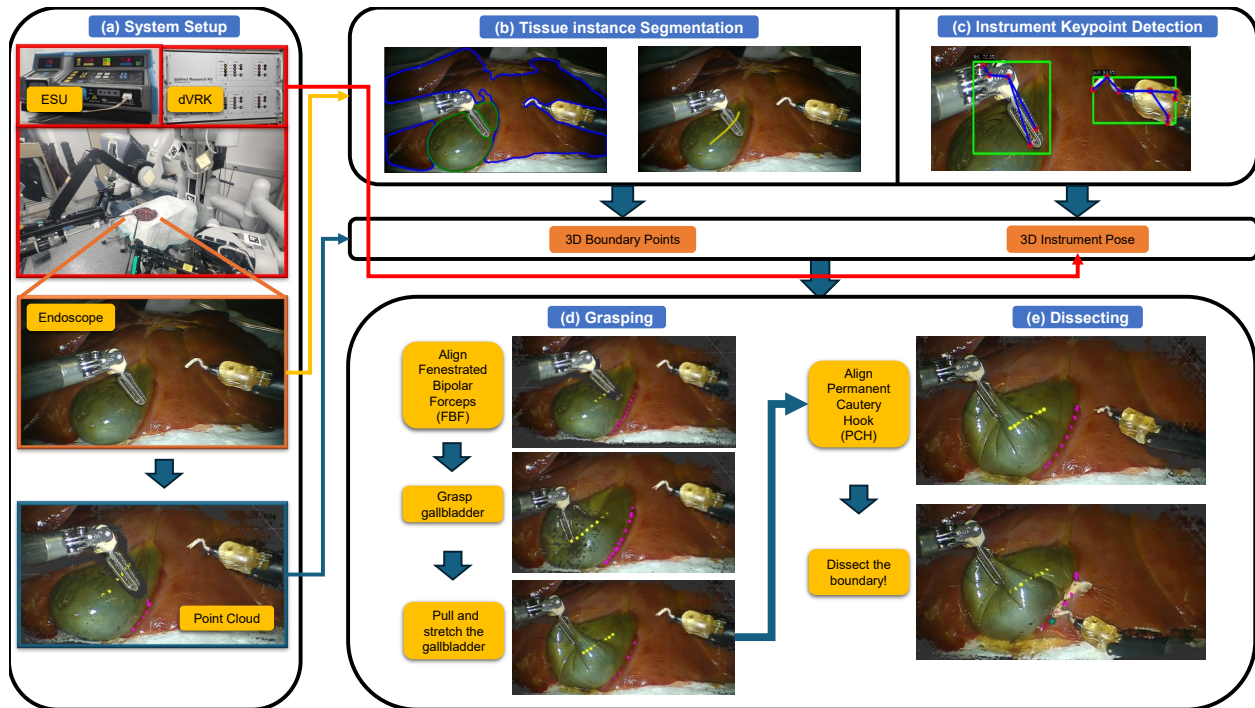 (a) System Setup
ESU
dVRK
Endoscope
Point Cloud
(b) Tissue instance Segmentation
(c) Instrument Keypoint Detection
3D Boundary Points
3D Instrument Pose
(d) Grasping
Align
Fenestrated
Bipolar
Forceps
(FBF)
Grasp
gallbladder
Pull and
stretch the
gallbladder
(e) Dissecting
Align
Permanent
Cautery
Hook
(PCH)
Dissect the
boundary!